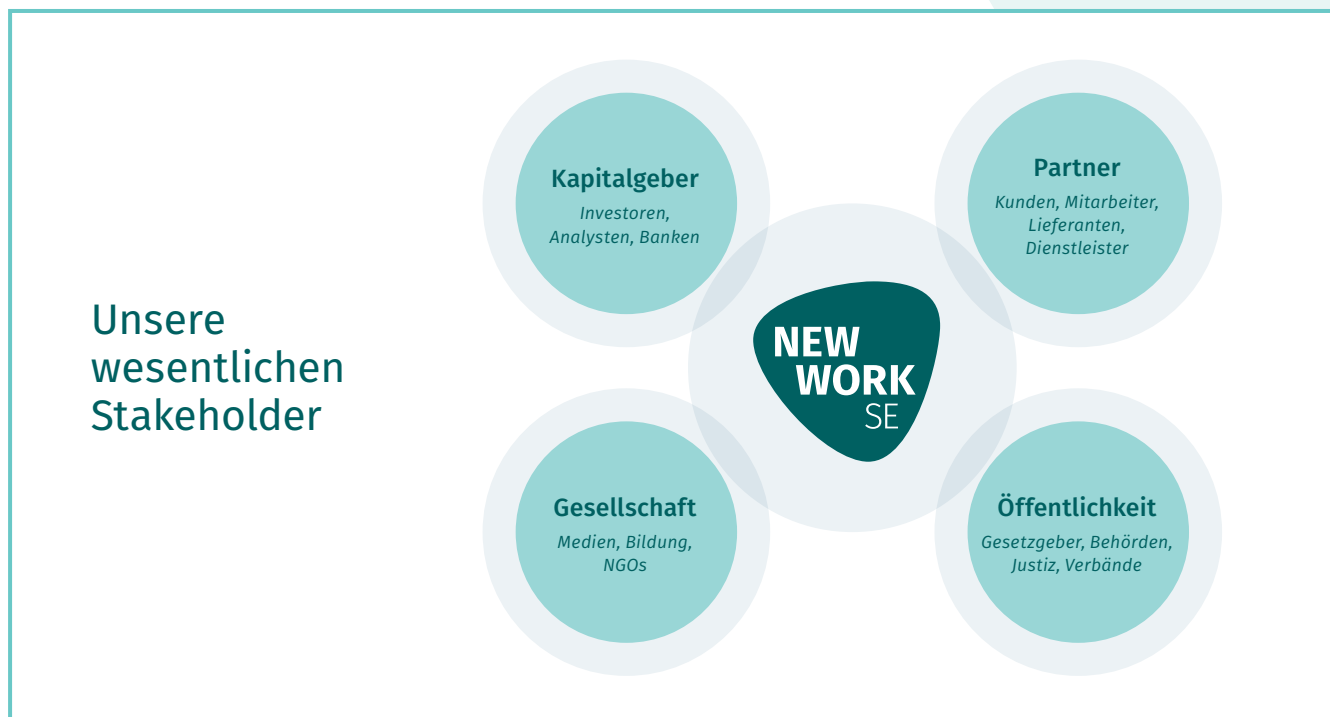 Unsere
wesentlichen
Stakeholder
Kapitalgeber
Investoren,
Analysten, Banken
Partner
Kunden, Mitarbeiter,
Lieferanten,
Dienstleister
NEW
WORK
SE
Gesellschaft
Medien, Bildung,
NGOs
Öffentlichkeit
Gesetzgeber, Behörden,
Justiz, Verbände